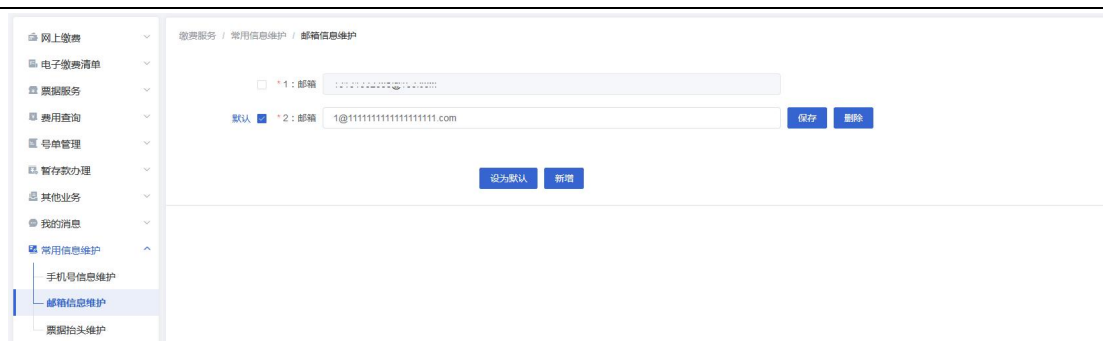 网上缴费
电子缴费清单
票据服务
费用查询
号单管理
暂存款办理
其他业务
我的消息
常用信息维护
手机号信息维护
邮箱信息维护
票据抬头维护
缴费服务 / 常用信息维护 / 邮箱信息维护
*1：邮箱
默认 *2：邮箱 1@1111111111111111111.com 保存 删除
设为默认 新增